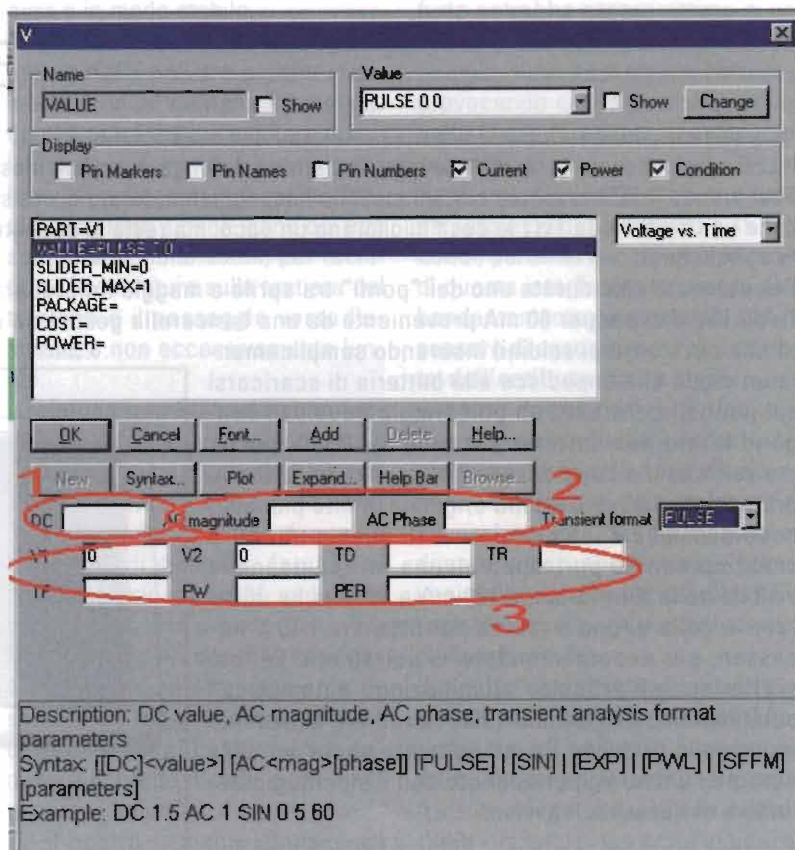 V
Name
Value
VALUE
Show
PULSE 0 0
Show
Change
Display
Pin Markers
Pin Names
Pin Numbers
Current
Power
Condition
PART=V1
VALUE=PULSE 0 0
SLIDER_MIN=0
SLIDER_MAX=1
PACKAGE=
COST=
POWER=
Voltage vs. Time
OK Cancel Font... Add Delete Help...
New Syntax... Plot Expand... Help Bar Browse...
1
2
DC AC magnitude AC Phase Transient format PULSE
V1 0 V2 0 TD TR
TF PW PER
3
Description: DC value, AC magnitude, AC phase, transient analysis format
parameters
Syntax: [[DC]<value>] [AC<mag>[phase]] [PULSE] | [SIN] | [EXP] | [PWL] | [SFFM]
[parameters]
Example: DC 1.5 AC 1 SIN 0 5 60